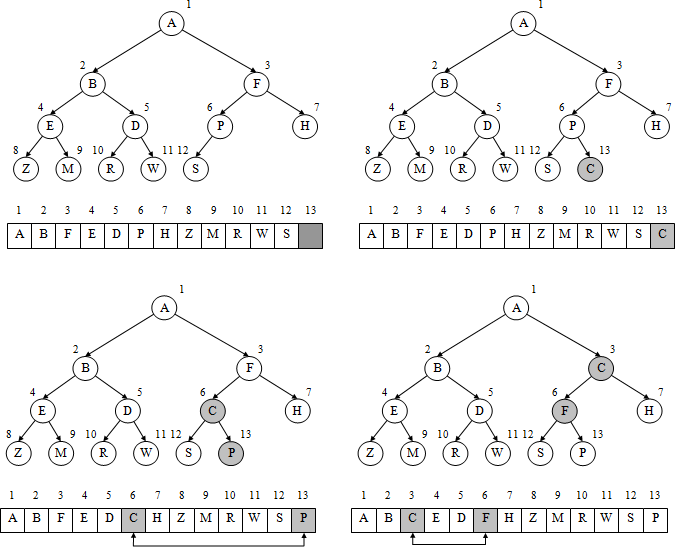 1
A
2 3
B F
4 5 6 7
E D P H
8 9 10 11 12
Z M R W S
1 2 3 4 5 6 7 8 9 10 11 12 13
A B F E D P H Z M R W S
1
A
2 3
B F
4 5 6 7
E D P H
8 9 10 11 12 13
Z M R W S C
1 2 3 4 5 6 7 8 9 10 11 12 13
A B F E D P H Z M R W S C
1
A
2 3
B F
4 5 6 7
E D C H
8 9 10 11 12 13
Z M R W S P
1 2 3 4 5 6 7 8 9 10 11 12 13
A B F E D C H Z M R W S P
1
A
2 3
B C
4 5 6 7
E D F H
8 9 10 11 12 13
Z M R W S P
1 2 3 4 5 6 7 8 9 10 11 12 13
A B C E D F H Z M R W S P